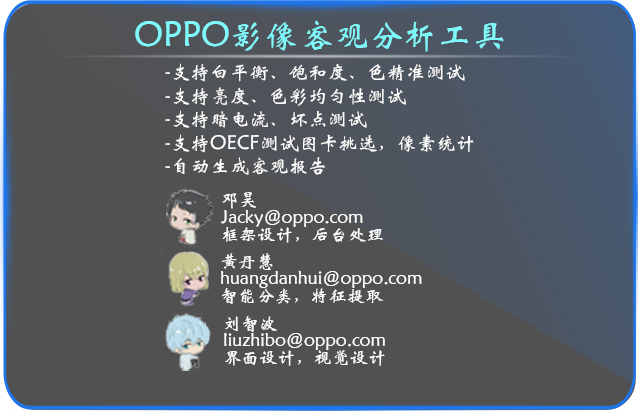 OPPO影像客观分析工具
-支持白平衡、饱和度、色精准测试
-支持亮度、色彩均匀性测试
-支持暗电流、坏点测试
-支持OECF测试图卡挑选，像素统计
-自动生成客观报告
邓昊
Jacky@oppo.com
框架设计，后台处理
黄丹慧
huangdanhui@oppo.com
智能分类，特征提取
刘智波
liuzhibo@oppo.com
界面设计，视觉设计